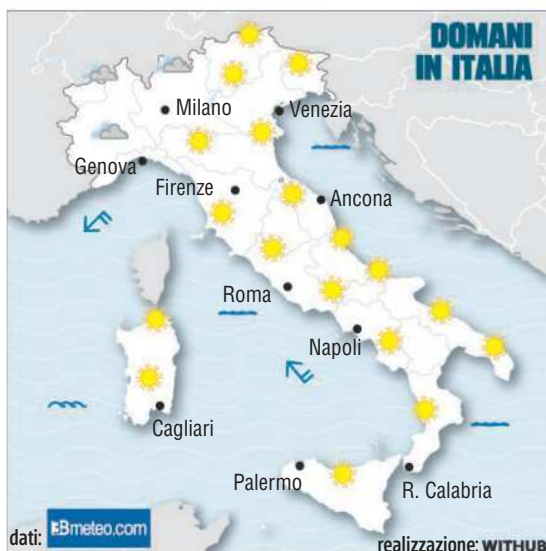 DOMANI
IN ITALIA
Milano
Venezia
Genova
Firenze
Ancona
Roma
Napoli
Cagliari
Palermo
R. Calabria
dati: 3Bmeteo.com
realizzazione: WITHUB